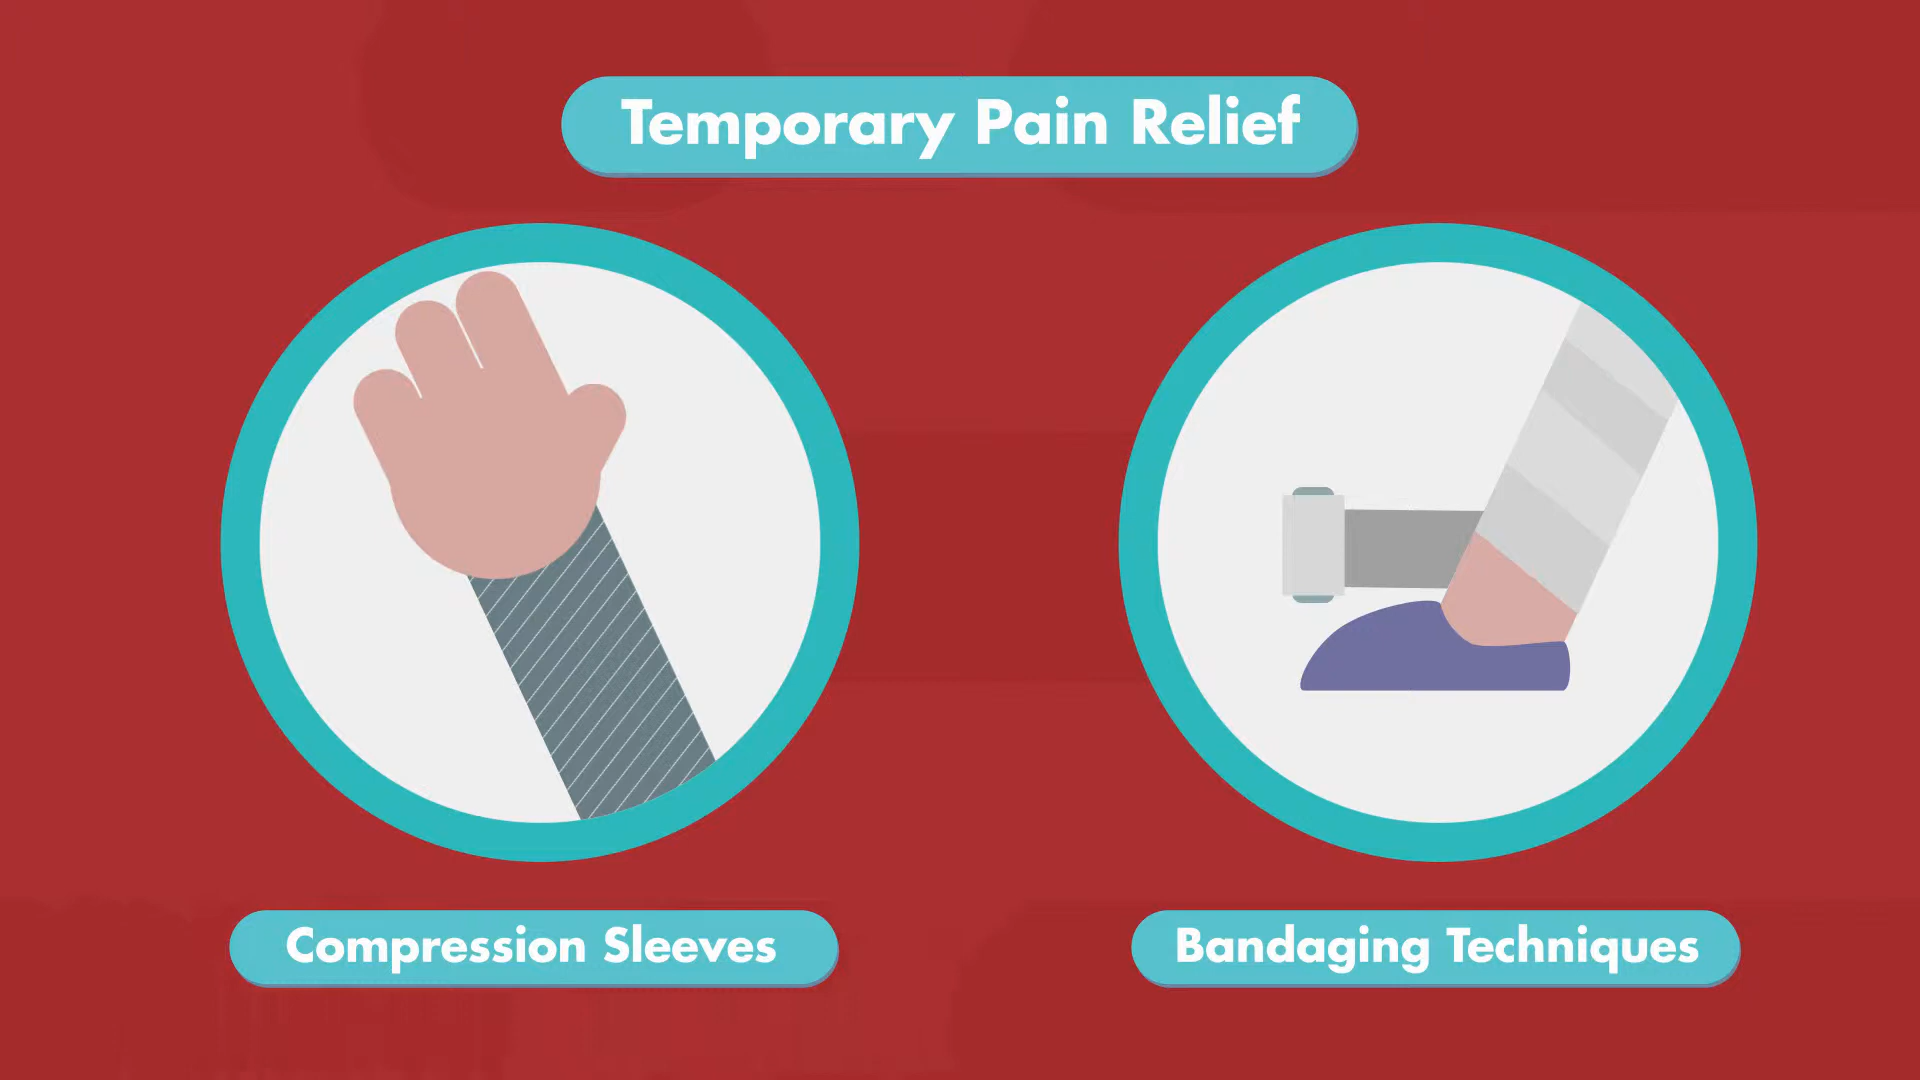 Temporary Pain Relief
Compression Sleeves
Bandaging Techniques